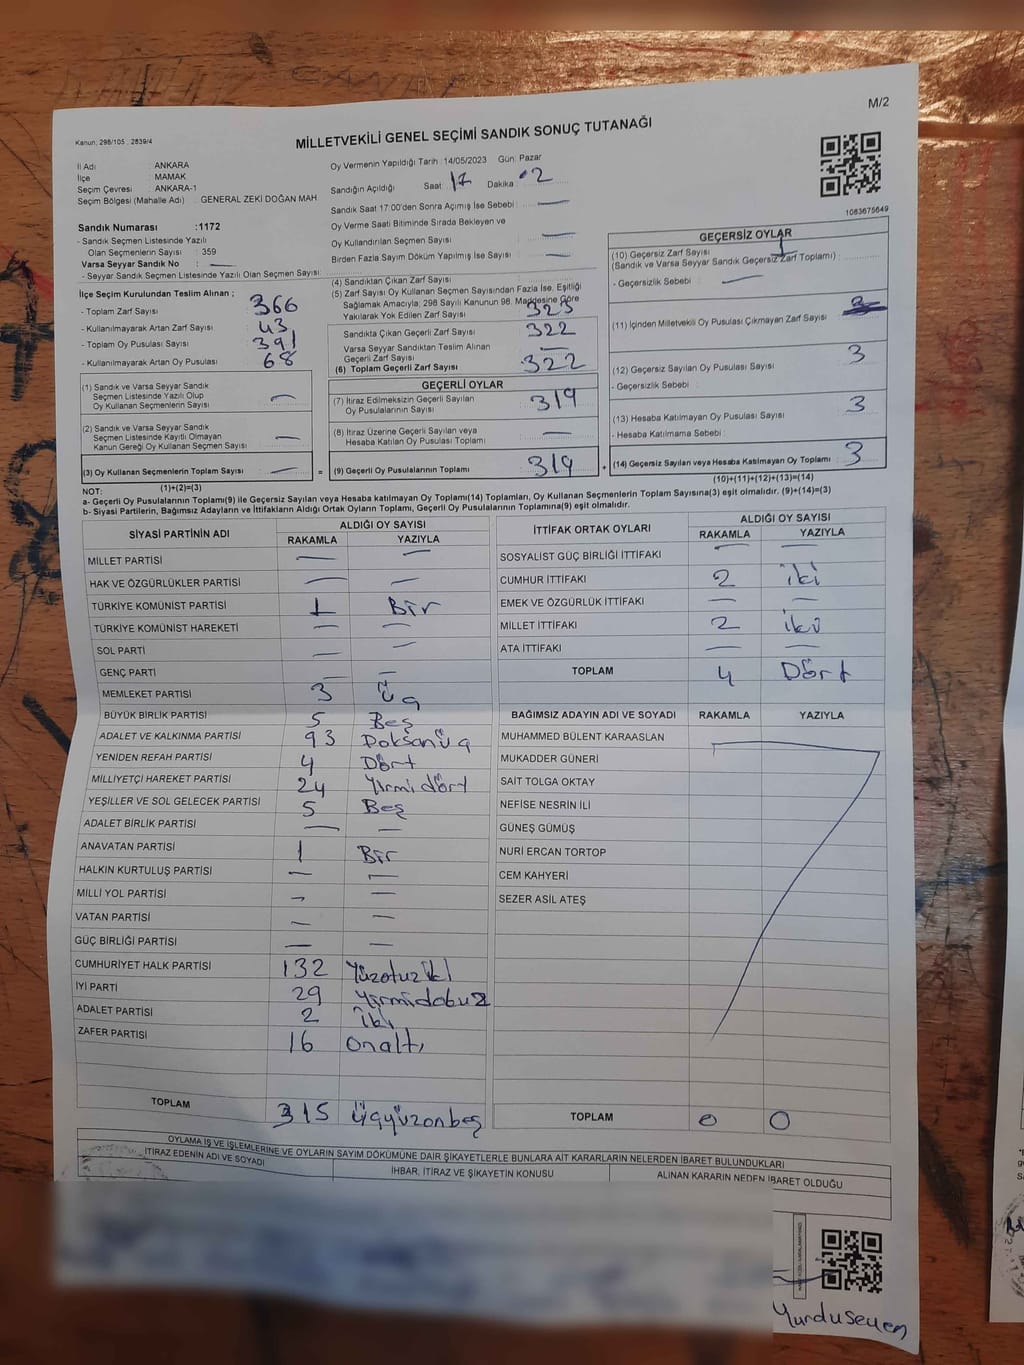 M/2
Kanun; 298/105 , 2839/4
MİLLETVEKİLİ GENEL SEÇİMİ SANDIK SONUÇ TUTANAĞI
İl Adı : ANKARA
İlçe : MAMAK
Seçim Çevresi : ANKARA-1
Seçim Bölgesi (Mahalle Adı) : GENERAL ZEKİ DOĞAN MAH
Sandık Numarası :1172
- Sandık Seçmen Listesinde Yazılı
Olan Seçmenlerin Sayısı : 359
Varsa Seyyar Sandık No : —
- Seyyar Sandık Seçmen Listesinde Yazılı Olan Seçmen Sayısı:
Oy Vermenin Yapıldığı Tarih : 14/05/2023 Gün: Pazar
Sandığın Açıldığı Saat: 17 Dakika :
Sandık Saat 17:00'den Sonra Açımış İse Sebebi : —
Oy Verme Saati Bitiminde Sırada Bekleyen ve
Oy Kullandırılan Seçmen Sayısı —
Birden Fazla Sayım Döküm Yapılmış İse Sayısı : —
1083675649
İlçe Seçim Kurulundan Teslim Alınan ;
- Toplam Zarf Sayısı : 366
- Kullanılmayarak Artan Zarf Sayısı : 43
- Toplam Oy Pusulası Sayısı : 391
- Kullanılmayarak Artan Oy Pusulası : 68
(1) Sandık ve Varsa Seyyar Sandık
Seçmen Listesinde Yazılı Olup
Oy Kullanan Seçmenlerin Sayısı : —
(2) Sandık ve Varsa Seyyar Sandık
Seçmen Listesinde Kayıtlı Olmayan
Kanun Gereği Oy Kullanan Seçmen Sayısı : —
(3) Oy Kullanan Seçmenlerin Toplam Sayısı : — =
(1)+(2)=(3)
(4) Sandıktan Çıkan Zarf Sayısı
(5) Zarf Sayısı Oy Kullanan Seçmen Sayısından Fazla İse, Eşitliği
Sağlamak Amacıyla, 298 Sayılı Kanunun 98. Maddesine Göre
Yakılarak Yok Edilen Zarf Sayısı : 323
Sandıkta Çıkan Geçerli Zarf Sayısı : 322
Varsa Seyyar Sandıktan Teslim Alınan
Geçerli Zarf Sayısı : —
(6) Toplam Geçerli Zarf Sayısı : 322
GEÇERLİ OYLAR
(7) İtiraz Edilmeksizin Geçerli Sayılan
Oy Pusulalarının Sayısı : 319
(8) İtiraz Üzerine Geçerli Sayılan veya
Hesaba Katılan Oy Pusulası Toplamı : —
(9) Geçerli Oy Pusulalarının Toplamı 319 +
GEÇERSİZ OYLAR
(10) Geçersiz Zarf Sayısı : 1
(Sandık ve Varsa Seyyar Sandık Geçersiz Zarf Toplamı)
- Geçersizlik Sebebi : —
(11) İçinden Milletvekili Oy Pusulası Çıkmayan Zarf Sayısı
(12) Geçersiz Sayılan Oy Pusulası Sayısı : 3
- Geçersizlik Sebebi :
(13) Hesaba Katılmayan Oy Pusulası Sayısı : 3
- Hesaba Katılmama Sebebi :
(14) Geçersiz Sayılan veya Hesaba Katılmayan Oy Toplamı : 3
(10)+(11)+(12)+(13)=(14)
NOT:
a- Geçerli Oy Pusulalarının Toplamı(9) ile Geçersiz Sayılan veya Hesaba katılmayan Oy Toplamı(14) Toplamları, Oy Kullanan Seçmenlerin Toplam Sayısına(3) eşit olmalıdır. (9)+(14)=(3)
b- Siyasi Partilerin, Bağımsız Adayların ve İttifakların Aldığı Ortak Oyların Toplamı, Geçerli Oy Pusulalarının Toplamına(9) eşit olmalıdır.
SİYASİ PARTİNİN ADI ALDIĞI OY SAYISI
RAKAMLA YAZIYLA
MİLLET PARTİSİ — —
HAK VE ÖZGÜRLÜKLER PARTİSİ — —
TÜRKİYE KOMÜNİST PARTİSİ 1 Bir
TÜRKİYE KOMÜNİST HAREKETİ — —
SOL PARTİ — —
GENÇ PARTİ — —
MEMLEKET PARTİSİ 3 Üç
BÜYÜK BİRLİK PARTİSİ 5 Beş
ADALET VE KALKINMA PARTİSİ 93 Doksanüç
YENİDEN REFAH PARTİSİ 4 Dört
MİLLİYETÇİ HAREKET PARTİSİ 24 Yirmidört
YEŞİLLER VE SOL GELECEK PARTİSİ 5 Beş
ADALET BİRLİK PARTİSİ — —
ANAVATAN PARTİSİ 1 Bir
HALKIN KURTULUŞ PARTİSİ — —
MİLLİ YOL PARTİSİ — —
VATAN PARTİSİ — —
GÜÇ BİRLİĞİ PARTİSİ — —
CUMHURİYET HALK PARTİSİ 132 Yüzotuziki
İYİ PARTİ 29 Yirmidokuz
ADALET PARTİSİ 2 İki
ZAFER PARTİSİ 16 Onaltı
TOPLAM 315 Üçyüzonbeş
İTTİFAK ORTAK OYLARI ALDIĞI OY SAYISI
RAKAMLA YAZIYLA
SOSYALİST GÜÇ BİRLİĞİ İTTİFAKI — —
CUMHUR İTTİFAKI 2 iki
EMEK VE ÖZGÜRLÜK İTTİFAKI — —
MİLLET İTTİFAKI 2 iki
ATA İTTİFAKI — —
TOPLAM 4 Dört
BAĞIMSIZ ADAYIN ADI VE SOYADI RAKAMLA YAZIYLA
MUHAMMED BÜLENT KARAASLAN
MUKADDER GÜNERİ
SAİT TOLGA OKTAY
NEFİSE NESRİN İLİ
GÜNEŞ GÜMÜŞ
NURİ ERCAN TORTOP
CEM KAHYERİ
SEZER ASİL ATEŞ
TOPLAM 0 0
OYLAMA İŞ VE İŞLEMLERİNE VE OYLARIN SAYIM DÖKÜMÜNE DAİR ŞİKAYETLERLE BUNLARA AİT KARARLARIN NELERDEN İBARET BULUNDUKLARI
İTİRAZ EDENİN ADI VE SOYADI İHBAR, İTİRAZ VE ŞİKAYETİN KONUSU ALINAN KARARIN NEDEN İBARET OLDUĞU
Yurduseven